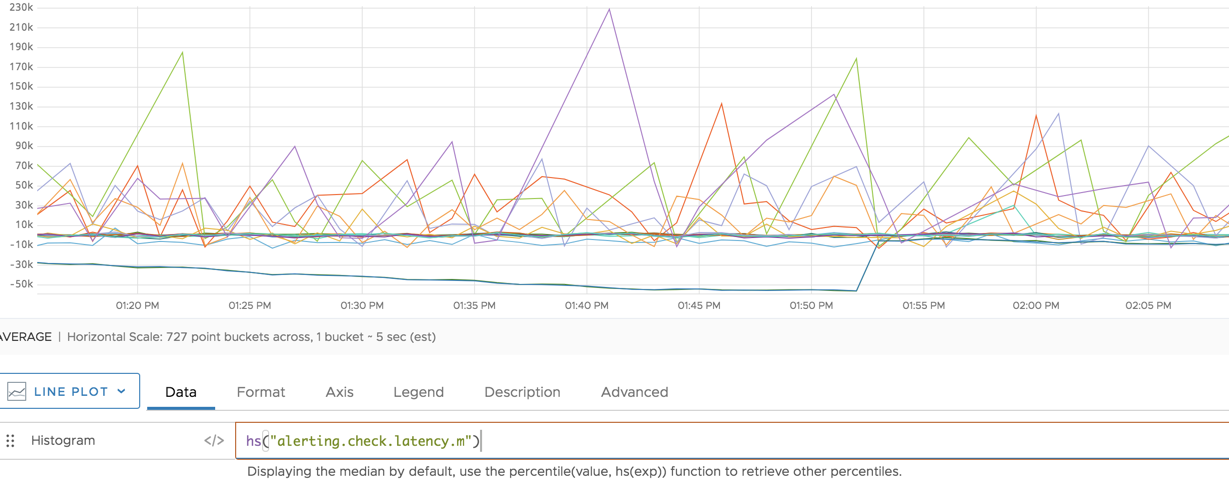 230k
210k
190k
170k
150k
130k
110k
90k
70k
50k
30k
10k
-10k
-30k
-50k
01:20 PM 01:25 PM 01:30 PM 01:35 PM 01:40 PM 01:45 PM 01:50 PM 01:55 PM 02:00 PM 02:05 PM
AVERAGE | Horizontal Scale: 727 point buckets across, 1 bucket ~ 5 sec (est)
LINE PLOT Data Format Axis Legend Description Advanced
Histogram </> hs("alerting.check.latency.m")
Displaying the median by default, use the percentile(value, hs(exp)) function to retrieve other percentiles.